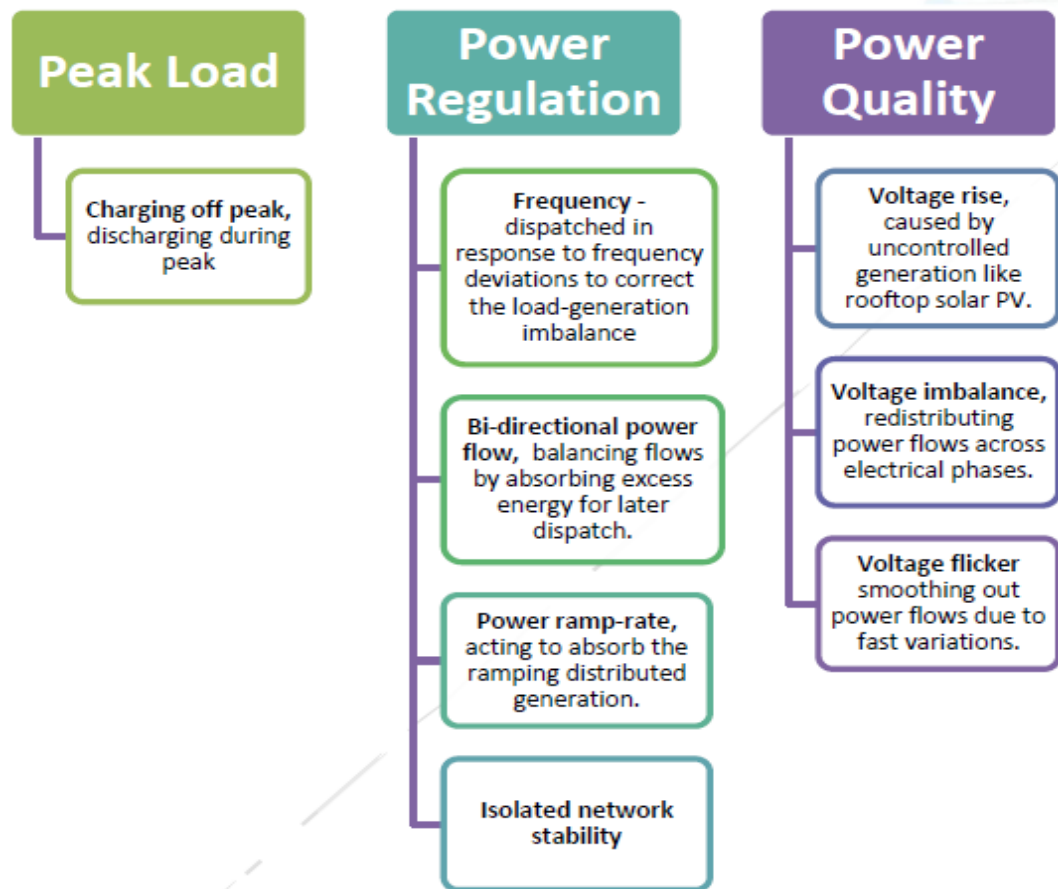 Peak Load
Charging off peak,
discharging during
peak
Power
Regulation
Frequency -
dispatched in
response to frequency
deviations to correct
the load-generation
imbalance
Bi-directional power
flow, balancing flows
by absorbing excess
energy for later
dispatch.
Power ramp-rate,
acting to absorb the
ramping distributed
generation.
Isolated network
stability
Power
Quality
Voltage rise,
caused by
uncontrolled
generation like
rooftop solar PV.
Voltage imbalance,
redistributing
power flows across
electrical phases.
Voltage flicker
smoothing out
power flows due to
fast variations.